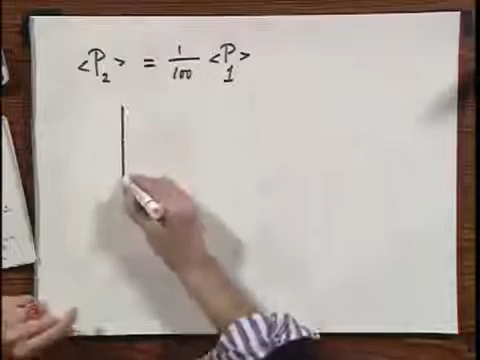 <P₂> = 1/100 <P₁>